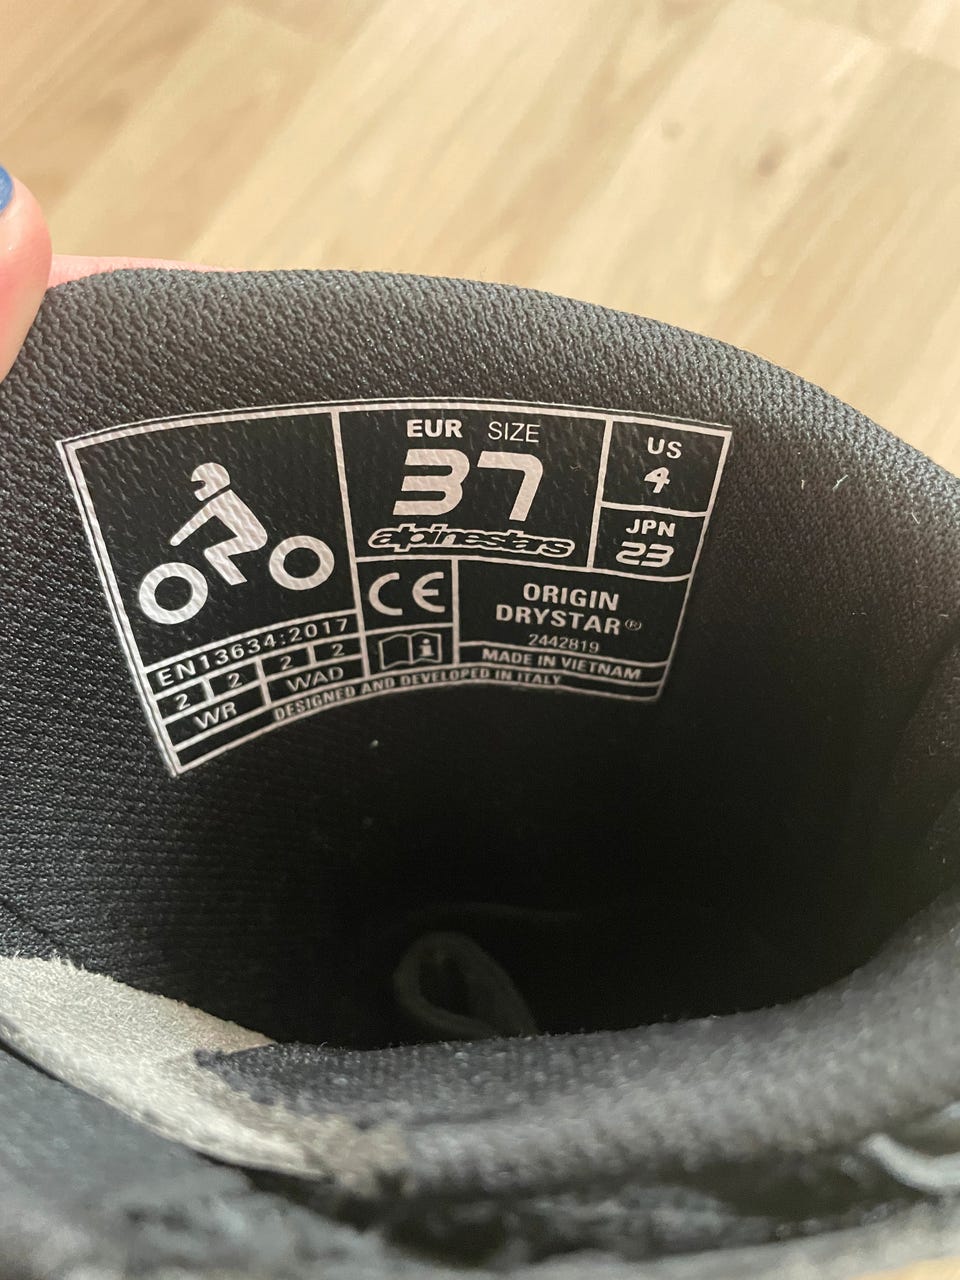 EUR SIZE
37
alpinestars
US
4
JPN
23
CE
ORIGIN
DRYSTAR®
2442819
MADE IN VIETNAM
EN13634:2017
2 2 2 2
WR WAD
i
DESIGNED AND DEVELOPED IN ITALY